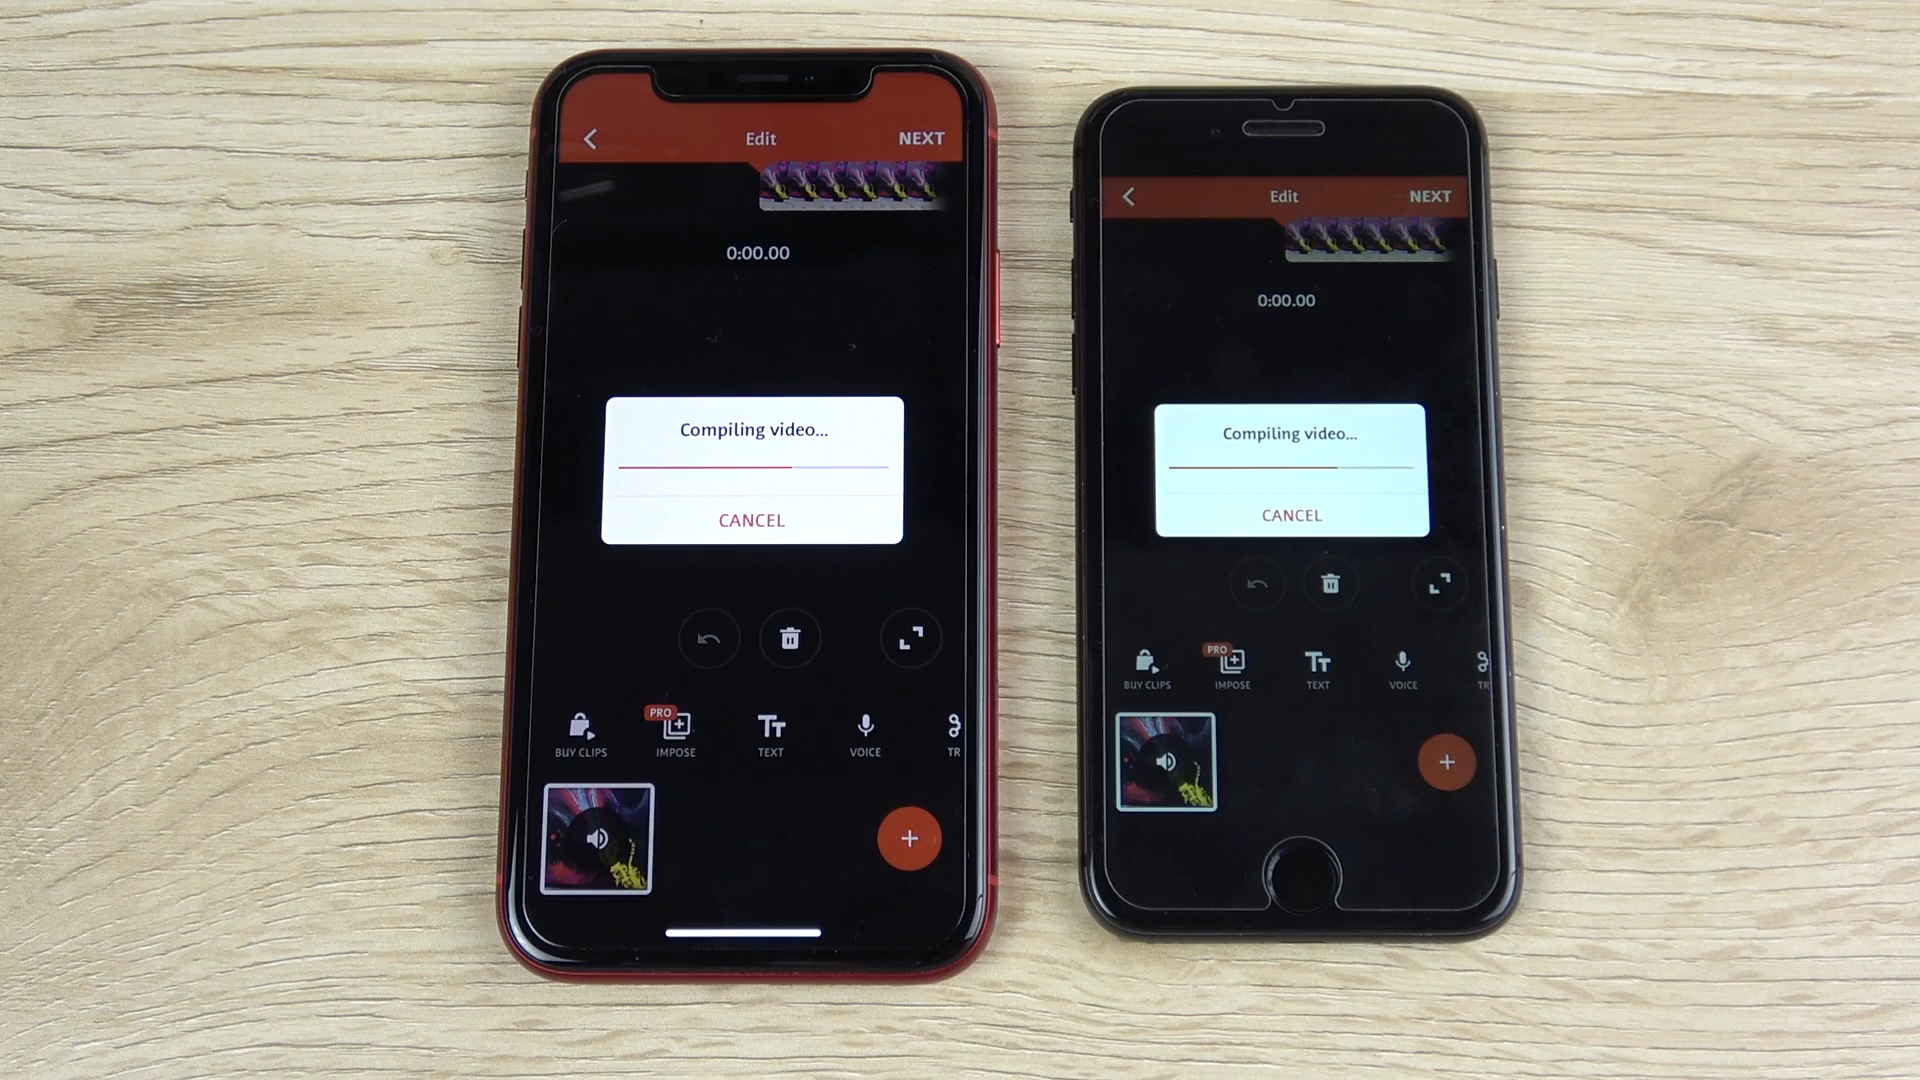 Edit NEXT
0:00.00
Compiling video...
CANCEL
BUY CLIPS
PRO
IMPOSE
TEXT
VOICE
TR
Edit NEXT
0:00.00
Compiling video...
CANCEL
BUY CLIPS
PRO
IMPOSE
TEXT
VOICE
TR